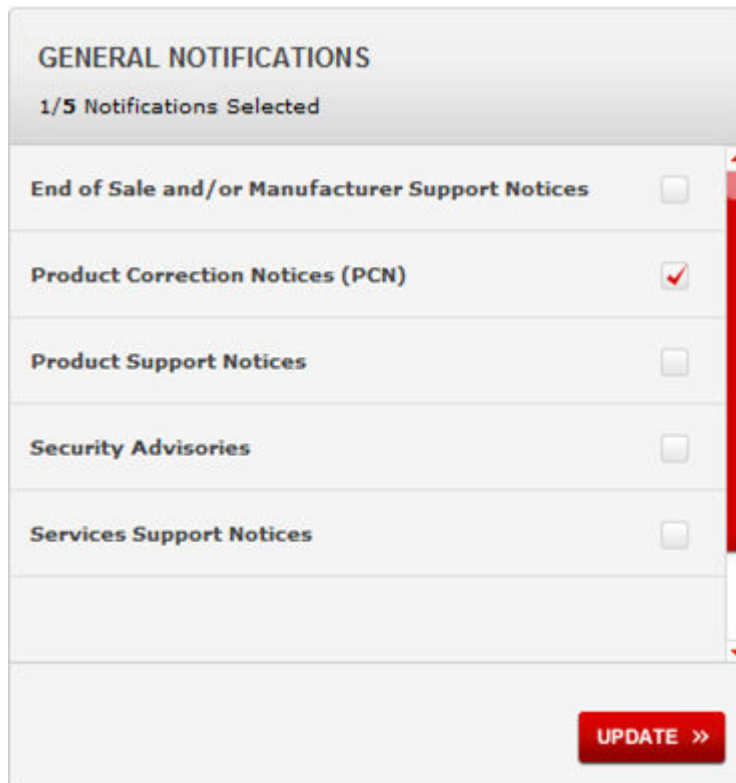 GENERAL NOTIFICATIONS
1/5 Notifications Selected
End of Sale and/or Manufacturer Support Notices
Product Correction Notices (PCN)
Product Support Notices
Security Advisories
Services Support Notices
UPDATE »